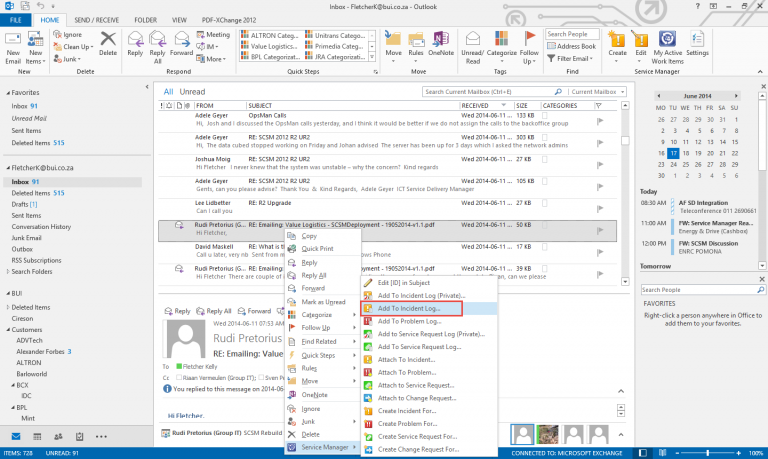 Inbox - FletcherK@bui.co.za - Outlook
FILE HOME SEND / RECEIVE FOLDER VIEW PDF-XChange 2012
New Email
New Items
New
Ignore
Clean Up
Junk
Delete
Delete
Reply
Reply All
Forward
Meeting
IM
More
Respond
ALTRON Categ...
Value Logistics...
BPL Categoriz...
Unitrans Categ...
Primedia Categ...
JRA Categorize...
Quick Steps
Move
Rules
OneNote
Move
Unread/ Read
Categorize
Follow Up
Tags
Search People
Address Book
Filter Email
Find
Create
Edit
My Active Work Items
Settings
Service Manager
Favorites
Inbox 91
Unread Mail
Sent Items
Deleted Items 515
FletcherK@bui.co.za
Inbox 91
Deleted Items 515
Drafts [1]
Sent Items
Conversation History
Junk Email
Outbox
RSS Subscriptions
Search Folders
BUI
Deleted Items
Cireson
Customers
ADVTech
Alexander Forbes 3
ALTRON
Barloworld
BCX
IDC
BPL
Mint
All Unread
Search Current Mailbox (Ctrl+E)
Current Mailbox
FROM SUBJECT RECEIVED SIZE CATEGORIES
Adele Geyer OpsMan Calls Wed 2014-06-11 ... 133 KB
Hi, Josh and I discussed the OpsMan calls yesterday, and I think it would be better if we do not assign the calls to the backoffice group
Adele Geyer RE: SCSM 2012 R2 UR2 Wed 2014-06-11 ... 303 KB
Hi, The data cubed stopped working on Friday and Johan advised. The server has been up for 3 days which I asked the network admins
Joshua Moig RE: SCSM 2012 R2 UR2 Wed 2014-06-11 ... 27 KB
Hi Fletcher I never knew that the system was unstable – why the concern? Kind regards
Adele Geyer RE: SCSM 2012 R2 UR2 Wed 2014-06-11 ... 36 KB
Gents, can you please advise? Thank You & Kind Regards, Adele Geyer ICT Service Delivery Manager
Lee Lidbetter RE: R2 Upgrade Wed 2014-06-11 ... 27 KB
Can I call you
Rudi Pretorius (G... RE: Emailing: Value Logistics - SCSMDeployment - 19052014-v1.1.pdf Wed 2014-06-11 ... 50 KB
Hi Fletcher,
David Maskell RE: What is t Wed 2014-06-11 ... 28 KB
Call u later, very nb Sent from m
Rudi Pretorius (G... RE: Emailing: 4-v1.1.pdf Wed 2014-06-11 ... 67 KB
Hi Fletcher There are couple of can, we please
Copy
Quick Print
Reply
Reply All
Forward
Mark as Unread
Categorize
Follow Up
Find Related
Quick Steps
Rules
Move
OneNote
Ignore
Junk
Delete
Service Manager
Edit [ID] in Subject
Add To Incident Log (Private)...
Add To Incident Log...
Add To Problem Log...
Add to Service Request Log (Private)...
Add To Service Request Log...
Attach To Incident...
Attach To Problem...
Attach to Service Request...
Attach to Change Request...
Create Incident For...
Create Problem For...
Create Service Request For...
Create Change Request For...
Reply Reply All Forward
Wed 2014-06-11 07:53 AM
Rudi Pretorius (G
RE: Emailing: Value
To Fletcher Kelly
Cc Riaan Vermeulen (Group IT); Sven P
You replied to this message on 2014-06
Hi Fletcher,
Rudi Pretorius (Group IT) SCSM Rebuild
June 2014
SU MO TU WE TH FR SA
25 26 27 28 29 30 31
1 2 3 4 5 6 7
8 9 10 11 12 13 14
15 16 17 18 19 20 21
22 23 24 25 26 27 28
29 30 1 2 3 4 5
Today
08:30 AM AF SD Integration
Teleconference 011 2690661
11:00 AM FW: Service Manager Rea...
Energy & Drive (Cashbox)
12:00 PM FW: SCSM Discussion
ENRC POMONA
Tomorrow
Search People
FAVORITES
Right-click a person anywhere in Office to add them to your favorites.
ITEMS: 728 UNREAD: 91 CONNECTED TO: MICROSOFT EXCHANGE 100%